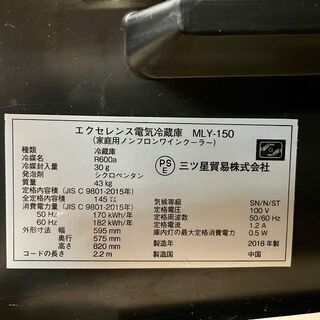 エクセレンス電気冷蔵庫 MLY-150
(家庭用ノンフロンワインクーラー)
種類 冷蔵庫
冷媒名 R600a
冷媒封入量 30 g
発泡剤 シクロペンタン
質量 43 kg
定格内容積 (JIS C 9801-2015年)
全定格内容積 145 リットル
消費電力量 (JIS C 9801-2015年)
50 Hz 170 kWh/年
60 Hz 182 kWh/年
外形寸法 幅 595 mm
奥行 575 mm
高さ 820 mm
コードの長さ 2.2 m
PS
E
三ツ星貿易株式会社
気候等級 SN/N/ST
定格電圧 100 V
定格周波数 50/60 Hz
定格電流 1.2 A
庫内灯の最大定格消費電力 0.5 W
製造年 2018 年製
製造国 中国